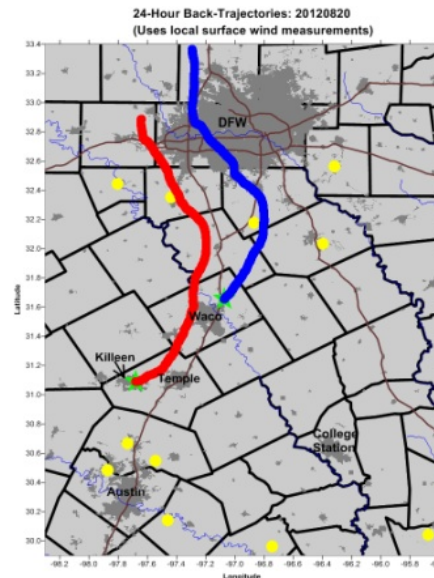 24-Hour Back-Trajectories: 20120820
(Uses local surface wind measurements)
33.4
33.2
33.0
32.8
32.6
32.4
32.2
32.0
31.8
31.6
31.4
31.2
31.0
30.8
30.6
30.4
30.2
30.0
Latitude
DFW
Waco
Killeen
Temple
College
Station
Austin
-98.2 -98.0 -97.8 -97.6 -97.4 -97.2 -97.0 -96.8 -96.6 -96.4 -96.2 -96.0 -95.8 -95.6 -95.4
Longitude